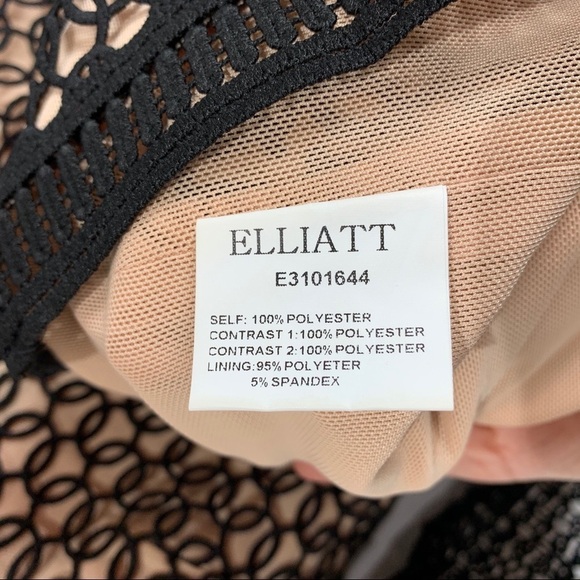 ELLIATT
E3101644
SELF: 100% POLYESTER
CONTRAST 1:100% POLYESTER
CONTRAST 2:100% POLYESTER
LINING:95% POLYETER
5% SPANDEX